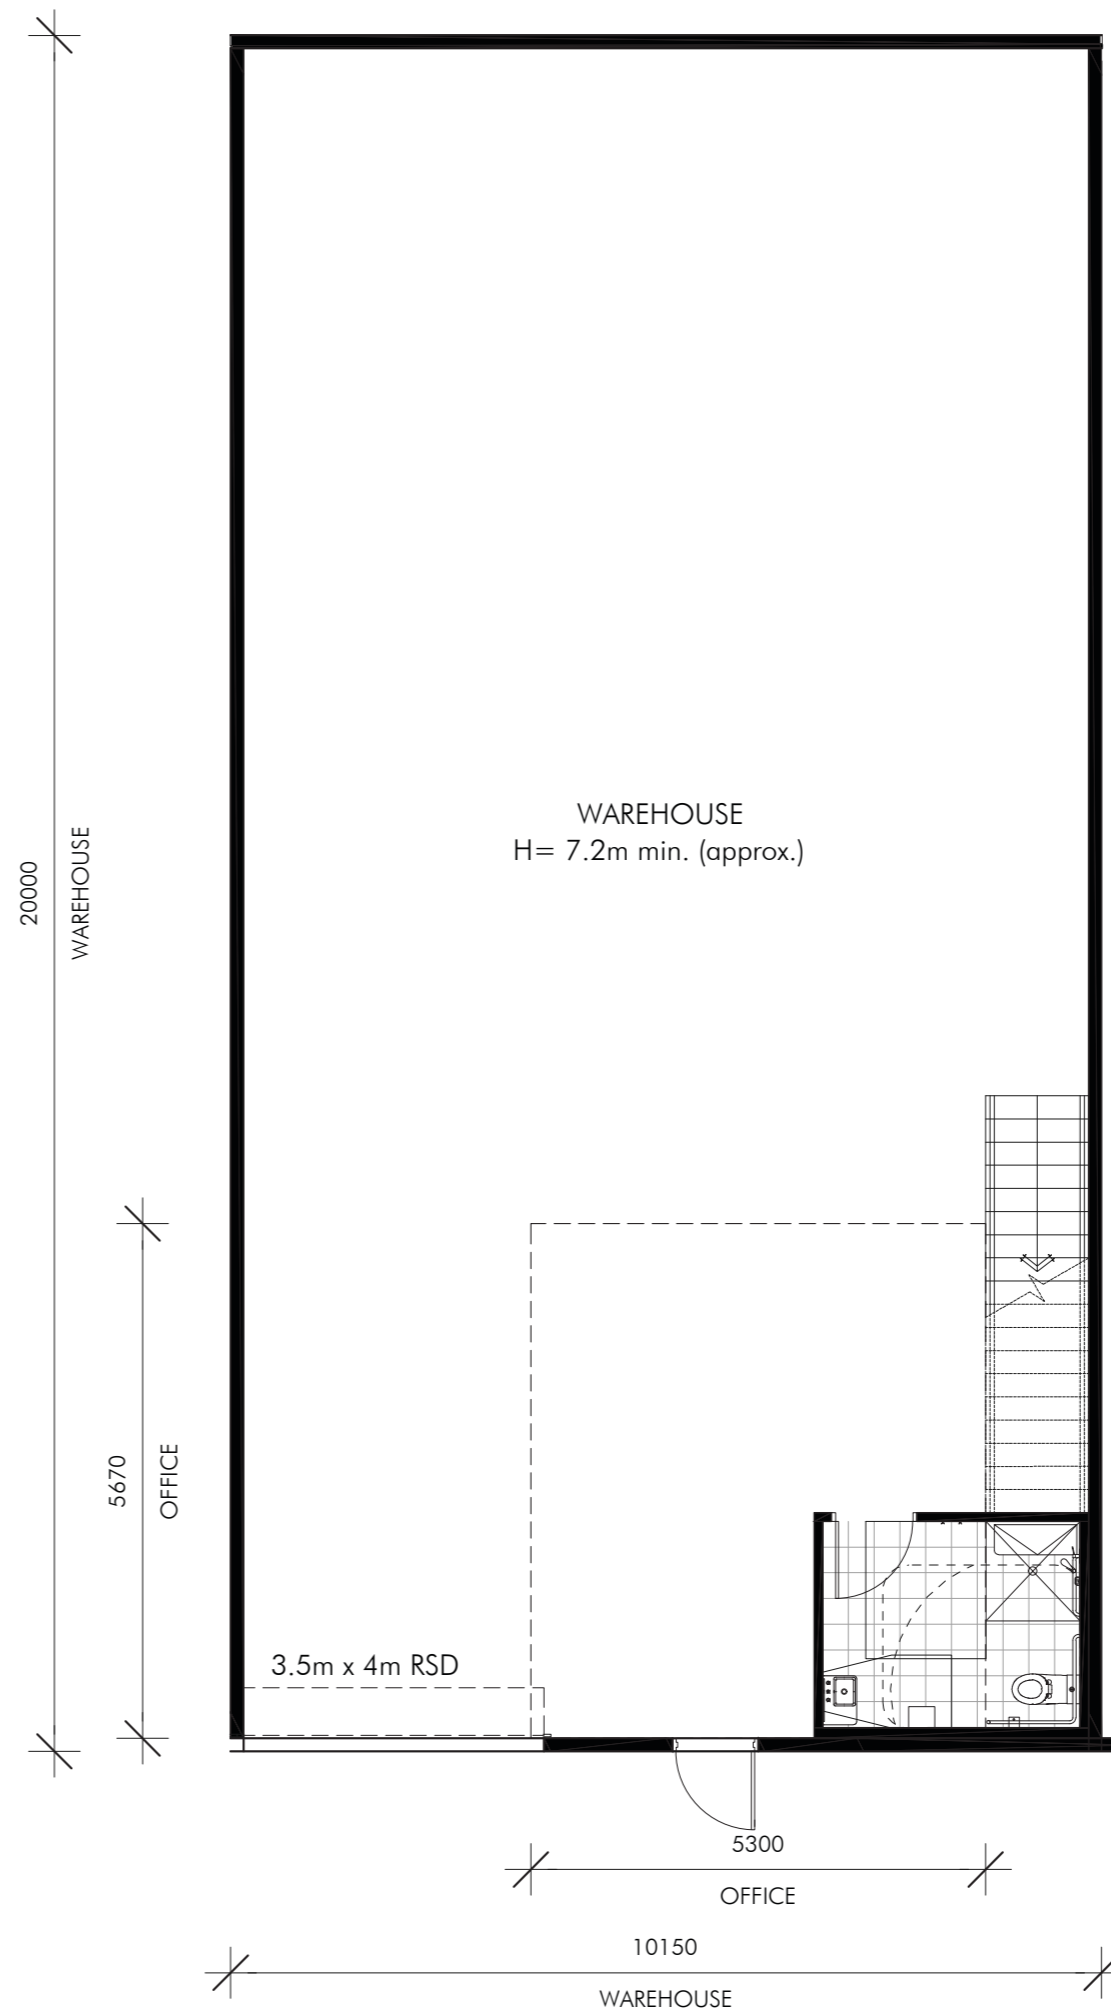 WAREHOUSE
H= 7.2m min. (approx.)
20000
WAREHOUSE
5670
OFFICE
3.5m x 4m RSD
5300
OFFICE
10150
WAREHOUSE